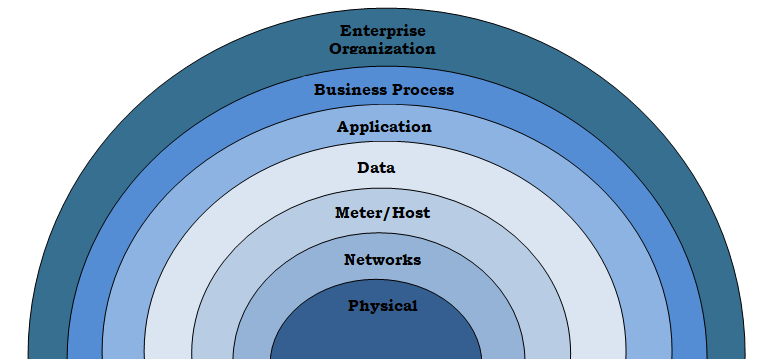 Enterprise
Organization
Business Process
Application
Data
Meter/Host
Networks
Physical